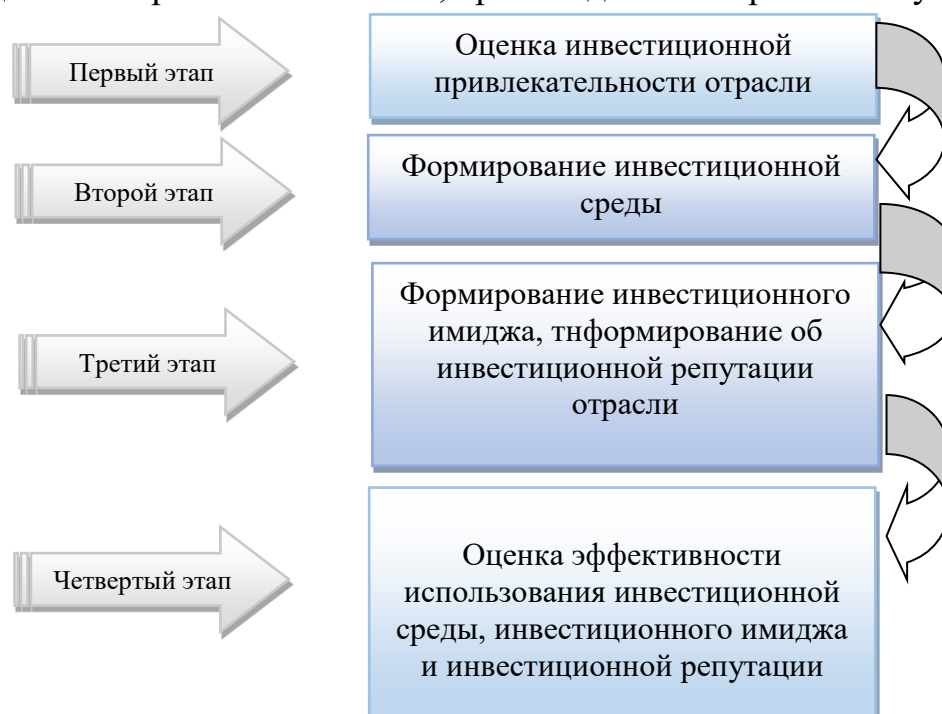 Первый этап
Оценка инвестиционной
привлекательности отрасли
Второй этап
Формирование инвестиционной
среды
Третий этап
Формирование инвестиционного
имиджа, тнформирование об
инвестиционной репутации
отрасли
Четвертый этап
Оценка эффективности
использования инвестиционной
среды, инвестиционного имиджа
и инвестиционной репутации